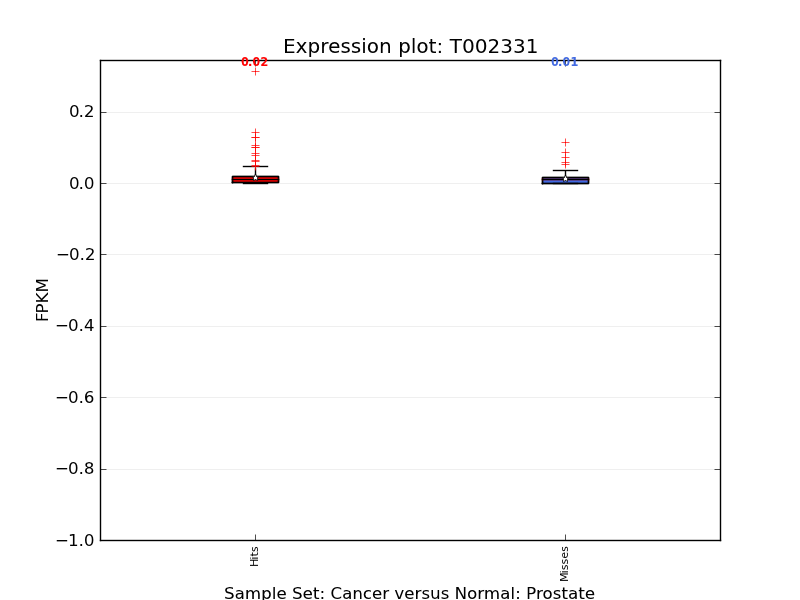 Expression plot: T002331
0.02
0.01
0.2
0.0
−0.2
−0.4
−0.6
−0.8
−1.0
FPKM
Hits
Misses
Sample Set: Cancer versus Normal: Prostate